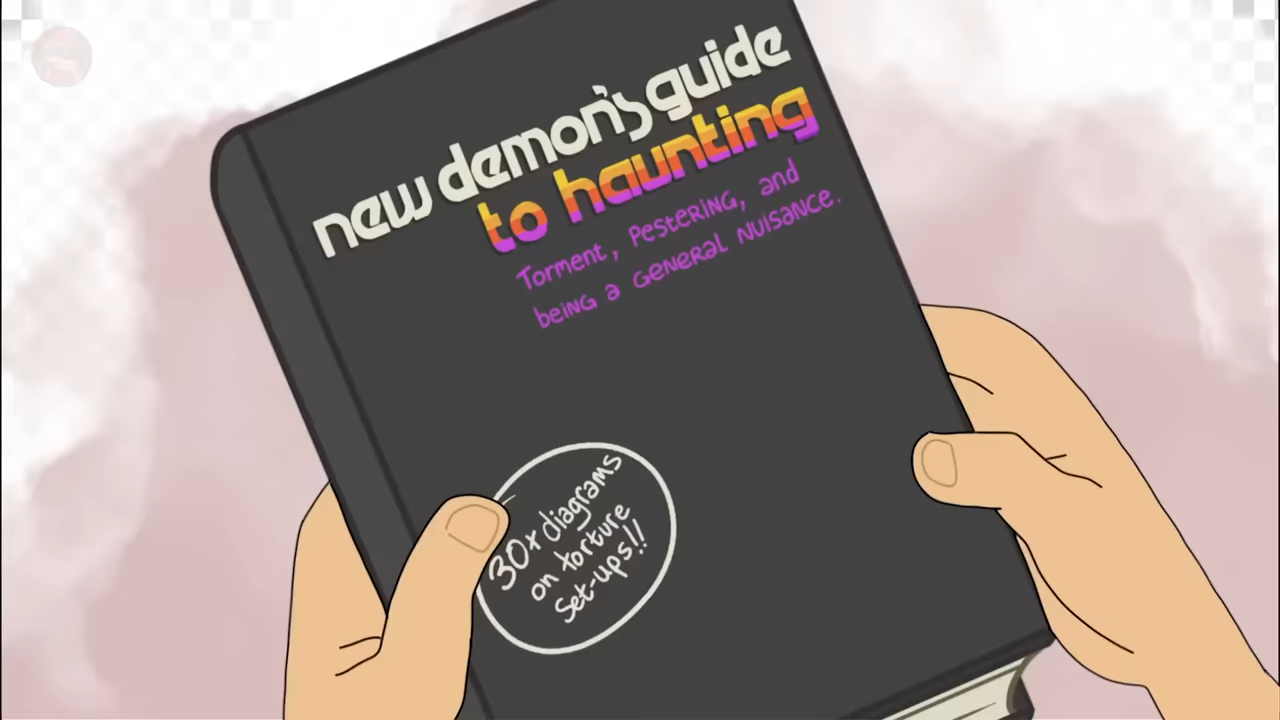 new demon's guide
to haunting
Torment, Pestering, and
being a general nuisance.
30+ diagrams
on torture
set-ups!!